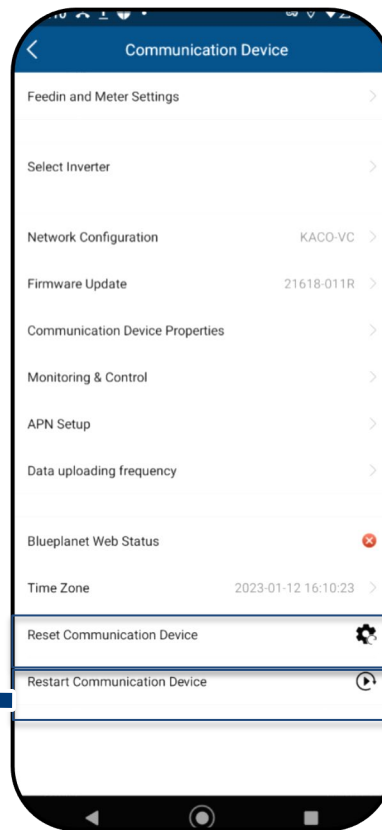 Communication Device
Feedin and Meter Settings
Select Inverter
Network Configuration KACO-VC
Firmware Update 21618-011R
Communication Device Properties
Monitoring & Control
APN Setup
Data uploading frequency
Blueplanet Web Status
Time Zone 2023-01-12 16:10:23
Reset Communication Device
Restart Communication Device